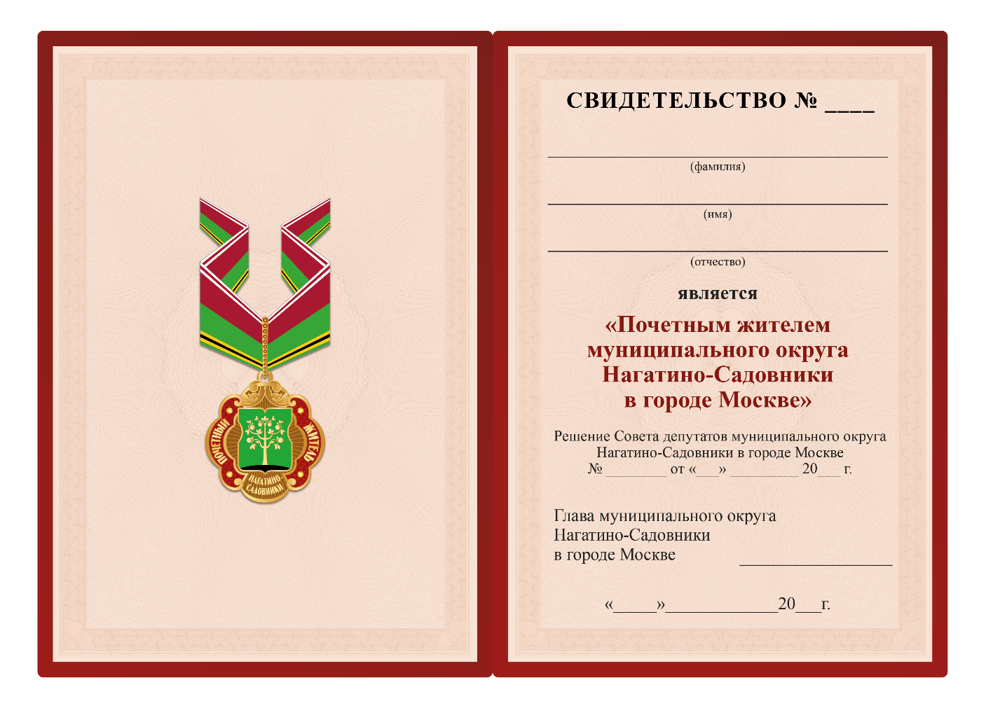 ПОЧЕТНЫЙ
ЖИТЕЛЬ
НАГАТИНО-
САДОВНИКИ
СВИДЕТЕЛЬСТВО № ____
(фамилия)
(имя)
(отчество)
является
«Почетным жителем
муниципального округа
Нагатино-Садовники
в городе Москве»
Решение Совета депутатов муниципального округа
Нагатино-Садовники в городе Москве
№ ________ от «___» _________ 20___ г.
Глава муниципального округа
Нагатино-Садовники
в городе Москве
«_____»_____________20___г.